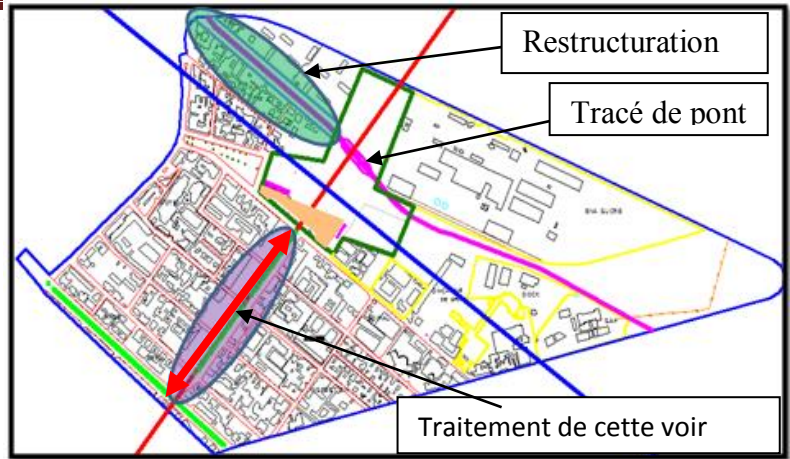 Restructuration
Tracé de pont
Traitement de cette voir